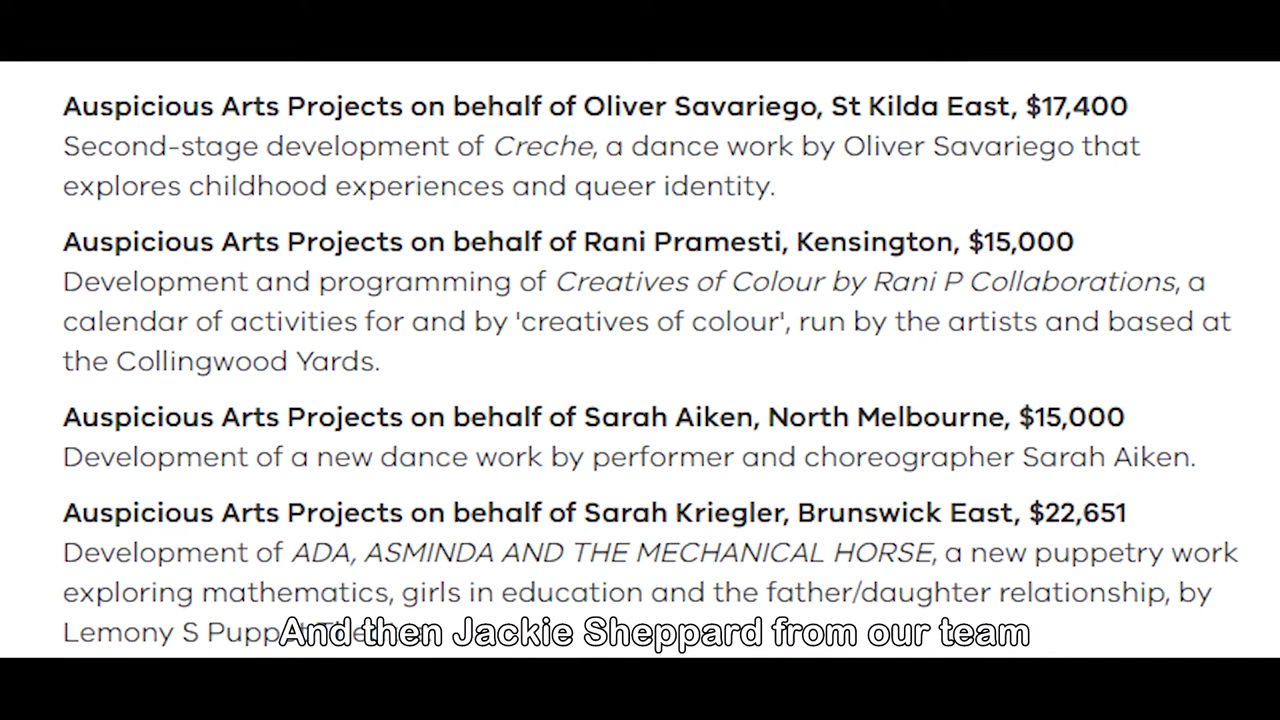 Auspicious Arts Projects on behalf of Oliver Savariego, St Kilda East, $17,400
Second-stage development of Creche, a dance work by Oliver Savariego that
explores childhood experiences and queer identity.
Auspicious Arts Projects on behalf of Rani Pramesti, Kensington, $15,000
Development and programming of Creatives of Colour by Rani P Collaborations, a
calendar of activities for and by 'creatives of colour', run by the artists and based at
the Collingwood Yards.
Auspicious Arts Projects on behalf of Sarah Aiken, North Melbourne, $15,000
Development of a new dance work by performer and choreographer Sarah Aiken.
Auspicious Arts Projects on behalf of Sarah Kriegler, Brunswick East, $22,651
Development of ADA, ASMINDA AND THE MECHANICAL HORSE, a new puppetry work
exploring mathematics, girls in education and the father/daughter relationship, by
Lemony S
And then Jackie Sheppard from our team